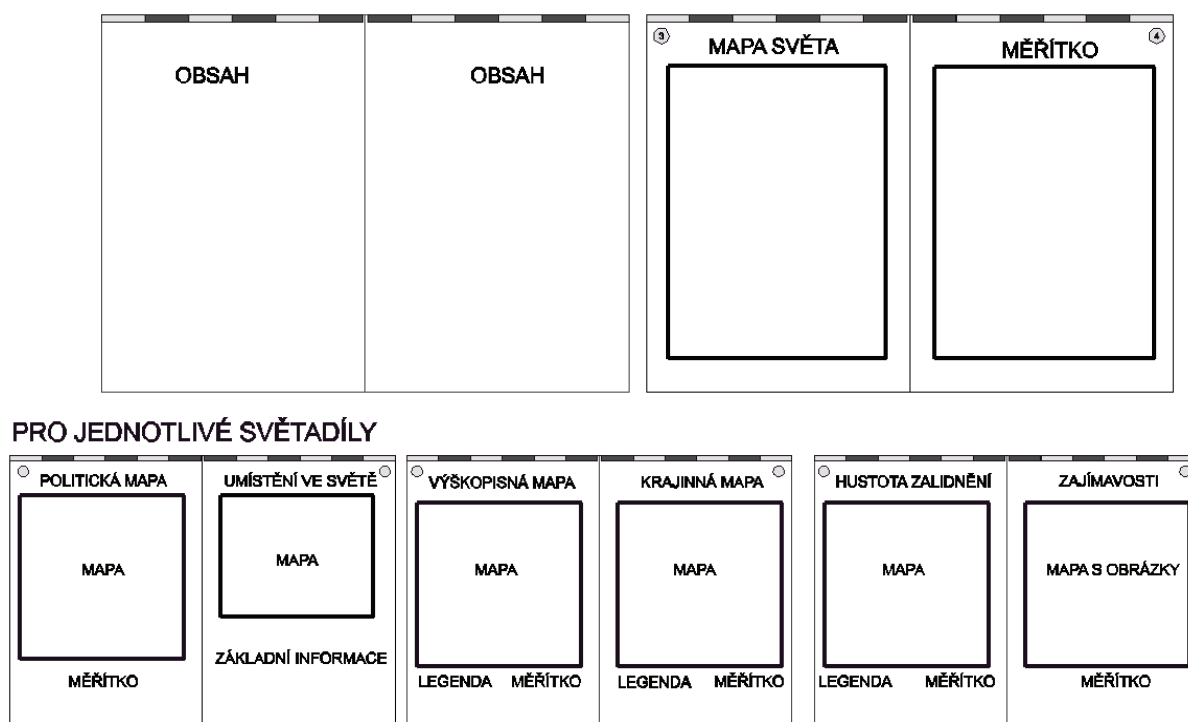 OBSAH
OBSAH
3
MAPA SVĚTA
MĚŘÍTKO
4
PRO JEDNOTLIVÉ SVĚTADÍLY
POLITICKÁ MAPA
MAPA
MĚŘÍTKO
UMÍSTĚNÍ VE SVĚTĚ
MAPA
ZÁKLADNÍ INFORMACE
VÝŠKOPISNÁ MAPA
MAPA
LEGENDA MĚŘÍTKO
KRAJINNÁ MAPA
MAPA
LEGENDA MĚŘÍTKO
HUSTOTA ZALIDNĚNÍ
MAPA
LEGENDA MĚŘÍTKO
ZAJÍMAVOSTI
MAPA S OBRÁZKY
MĚŘÍTKO